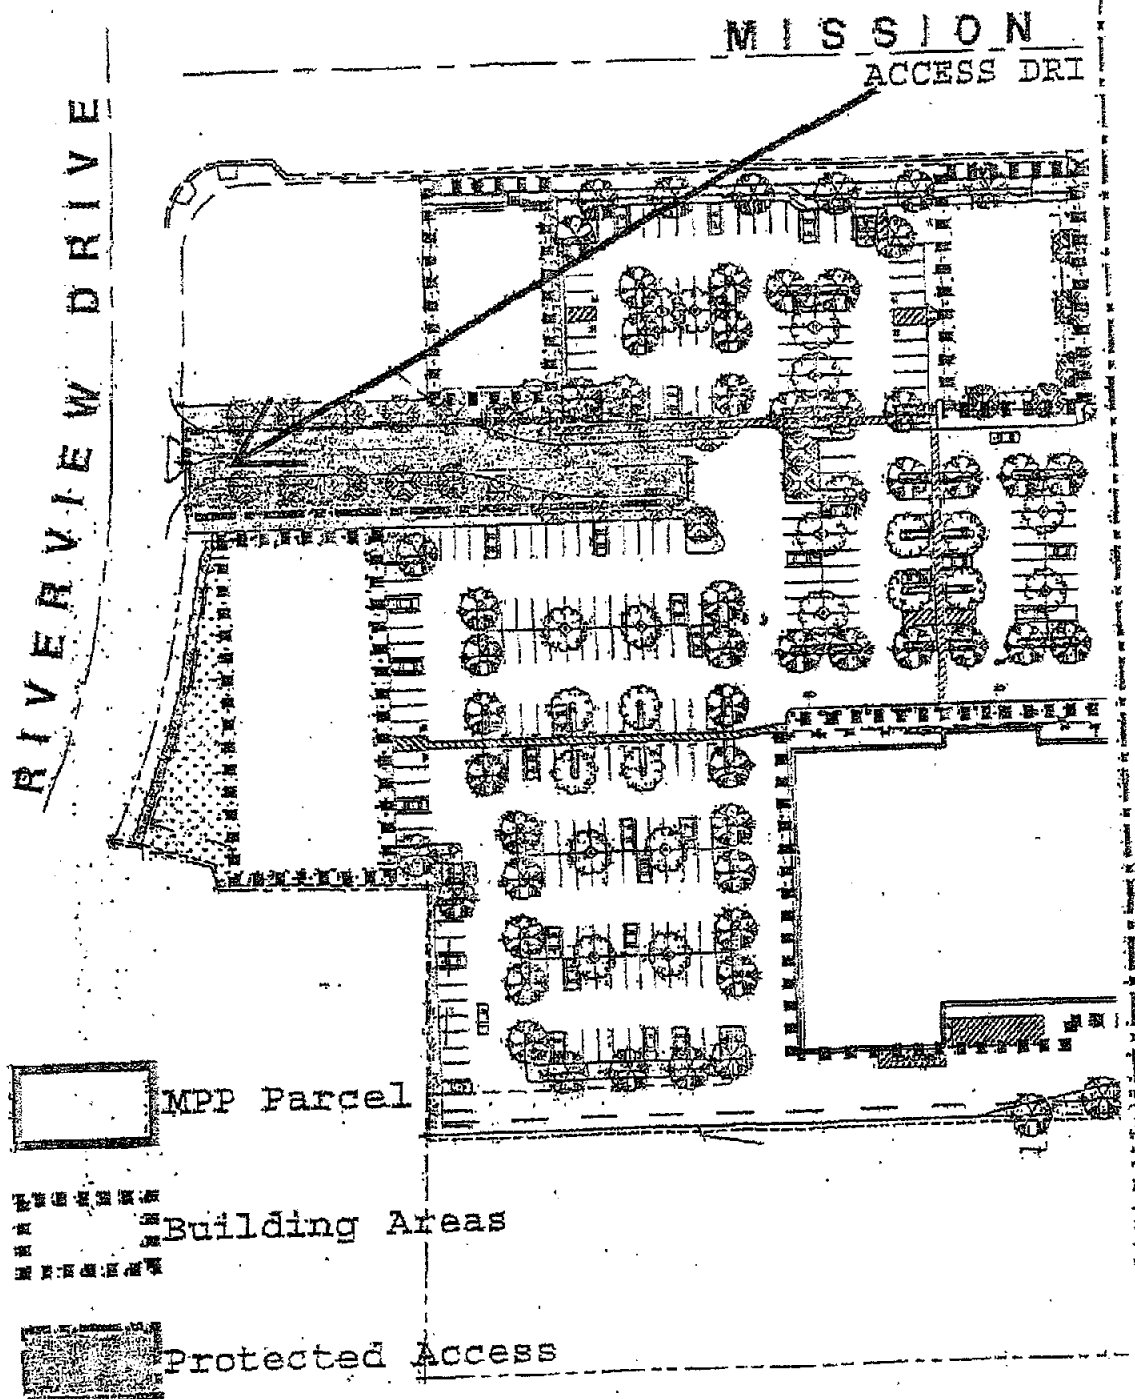 MISSION
ACCESS DRI
RIVERVIEW DRIVE
MPP Parcel
Building Areas
Protected Access